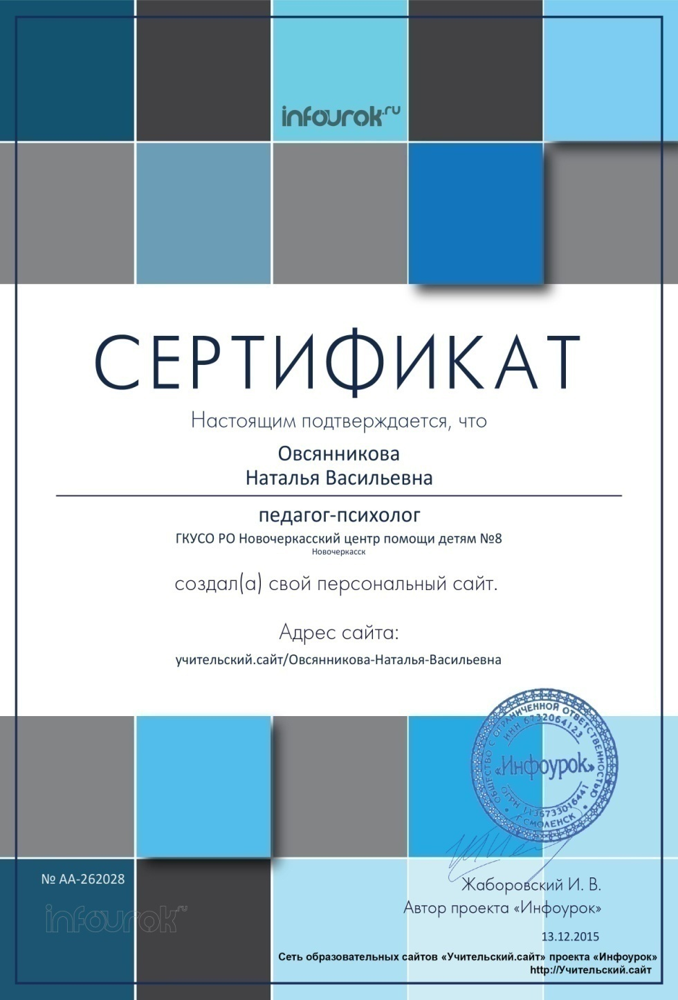 infourok.ru
СЕРТИФИКАТ
Настоящим подтверждается, что
Овсянникова
Наталья Васильевна
педагог-психолог
ГКУСО РО Новочеркасский центр помощи детям №8
Новочеркасск
создал(а) свой персональный сайт.
Адрес сайта:
учительский.сайт/Овсянникова-Наталья-Васильевна
ОБЩЕСТВО С ОГРАНИЧЕННОЙ ОТВЕТСТВЕННОСТЬЮ
ИНН 6732064123
«Инфоурок»
ОГРН 1136733016441
Г. СМОЛЕНСК
№ АА-262028
infourok.ru
Жаборовский И. В.
Автор проекта «Инфоурок»
13.12.2015
Сеть образовательных сайтов «Учительский.сайт» проекта «Инфоурок»
http://Учительский.сайт